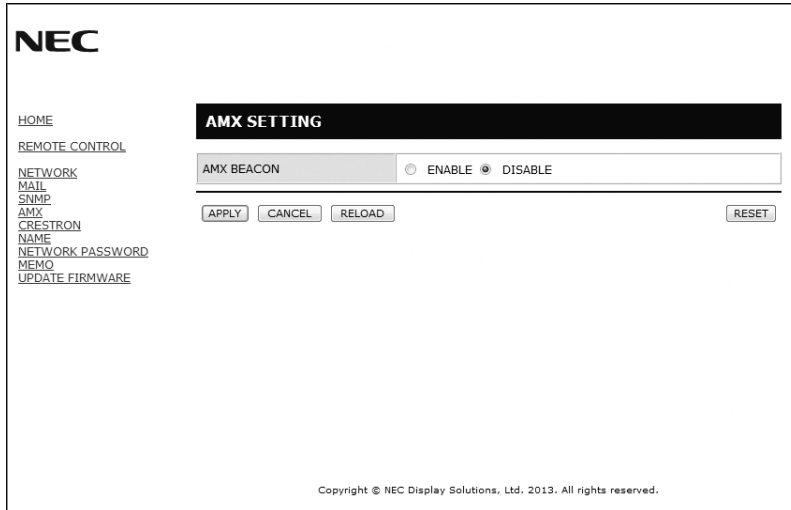 NEC
HOME
REMOTE CONTROL
NETWORK
MAIL
SNMP
AMX
CRESTRON
NAME
NETWORK PASSWORD
MEMO
UPDATE FIRMWARE
AMX SETTING
AMX BEACON ENABLE DISABLE
APPLY CANCEL RELOAD RESET
Copyright © NEC Display Solutions, Ltd. 2013. All rights reserved.